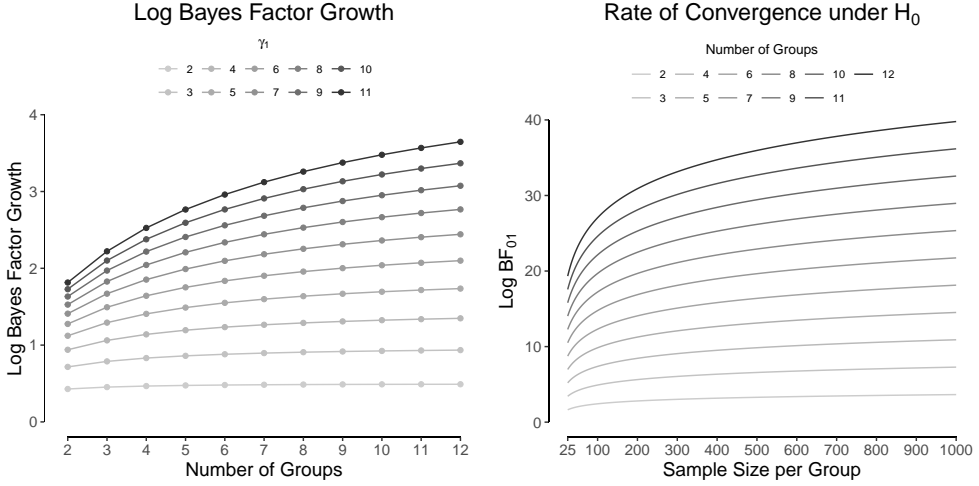 Log Bayes Factor Growth
γ1
2 4 6 8 10
3 5 7 9 11
Log Bayes Factor Growth
4
3
2
1
0
2 3 4 5 6 7 8 9 10 11 12
Number of Groups
Rate of Convergence under H0
Number of Groups
2 4 6 8 10 12
3 5 7 9 11
Log BF01
40
30
20
10
0
25 100 200 300 400 500 600 700 800 900 1000
Sample Size per Group